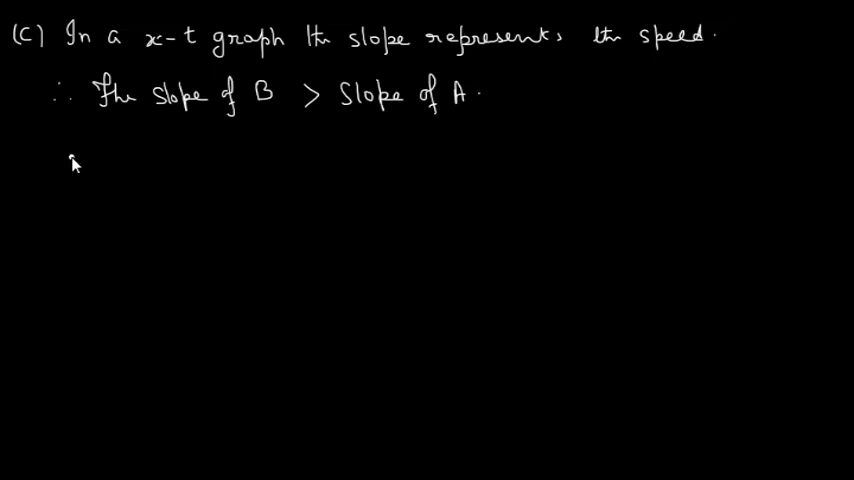 (C) In a x-t graph the slope represents the speed.
∴ The slope of B > Slope of A.